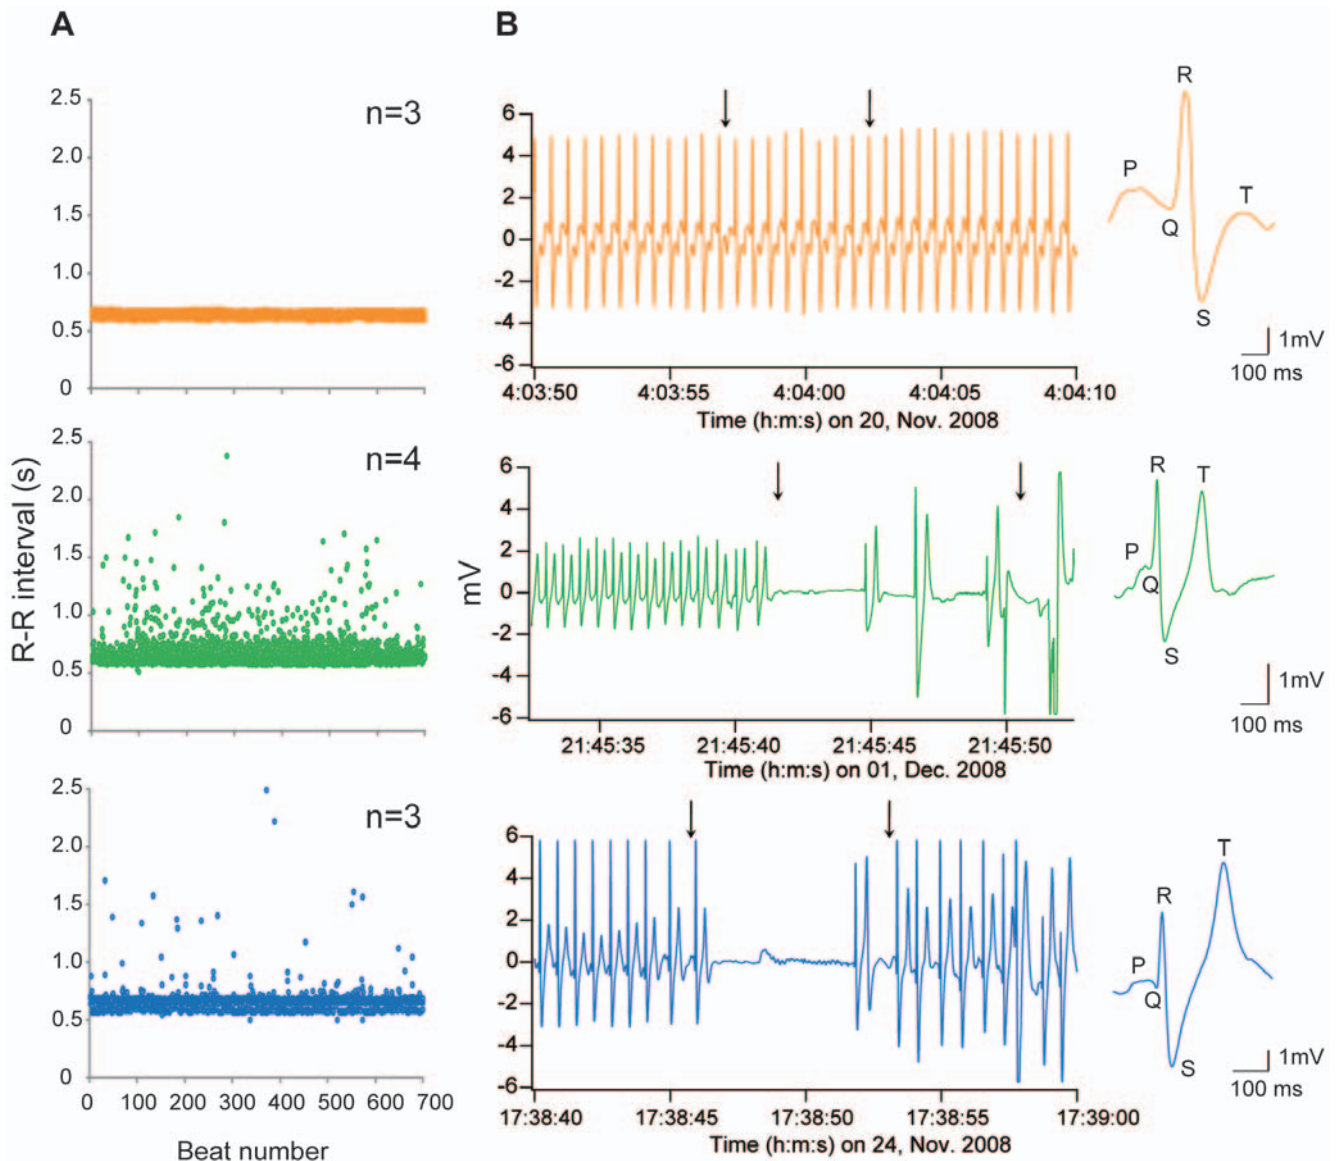 A
B
2.5
2.0
1.5
1.0
0.5
0
n=3
6
4
2
0
-2
-4
-6
4:03:50 4:03:55 4:04:00 4:04:05 4:04:10
Time (h:m:s) on 20, Nov. 2008
R
P
T
Q
S
1mV
100 ms
R-R interval (s)
2.5
2.0
1.5
1.0
0.5
0
n=4
mV
6
4
2
0
-2
-4
-6
21:45:35 21:45:40 21:45:45 21:45:50
Time (h:m:s) on 01, Dec. 2008
R
T
P
Q
S
1mV
100 ms
2.5
2.0
1.5
1.0
0.5
0
n=3
0 100 200 300 400 500 600 700
Beat number
6
4
2
0
-2
-4
-6
17:38:40 17:38:45 17:38:50 17:38:55 17:39:00
Time (h:m:s) on 24, Nov. 2008
T
R
P
Q
S
1mV
100 ms